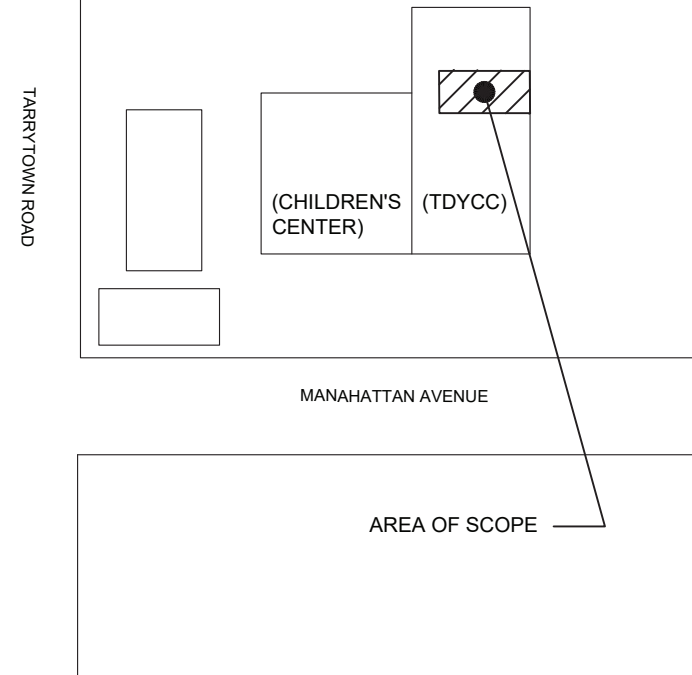 TARRYTOWN ROAD
(CHILDREN'S
CENTER)
(TDYCC)
MANAHATTAN AVENUE
AREA OF SCOPE